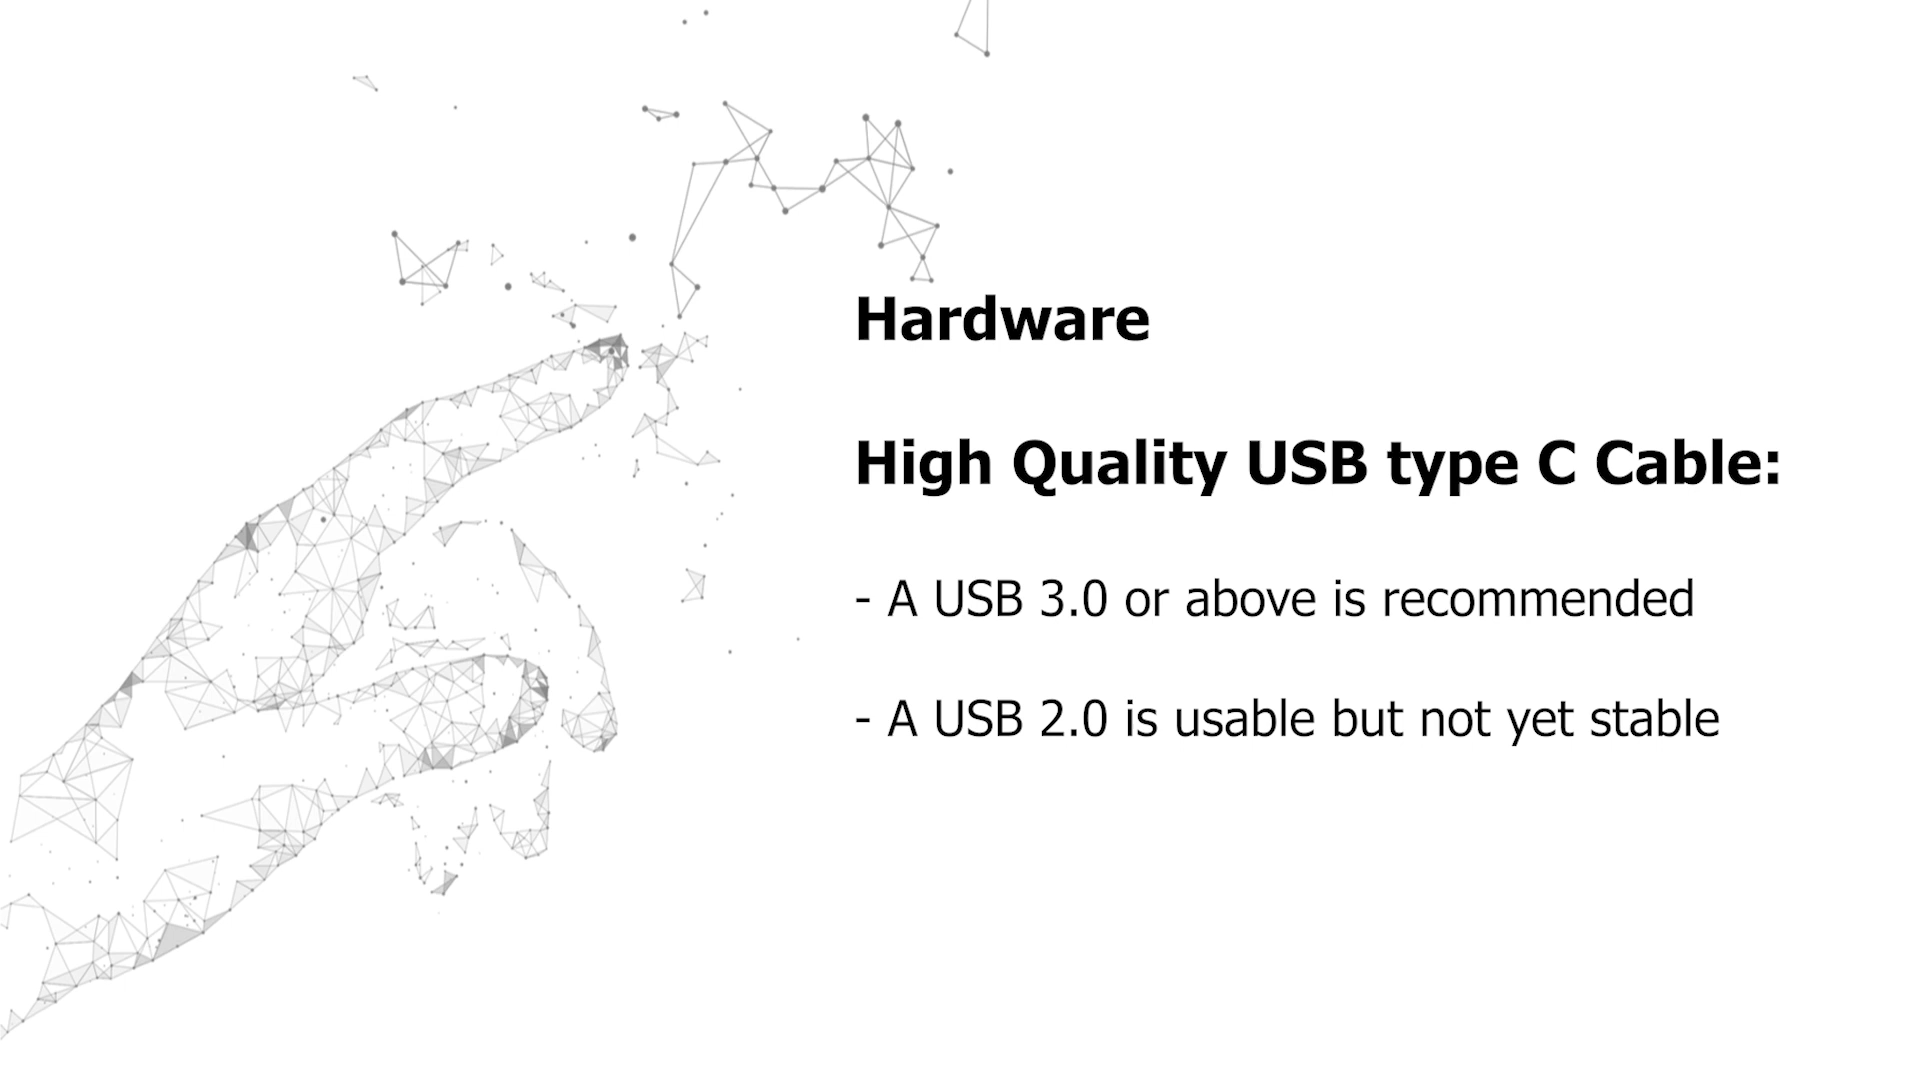 Hardware
High Quality USB type C Cable:
- A USB 3.0 or above is recommended
- A USB 2.0 is usable but not yet stable